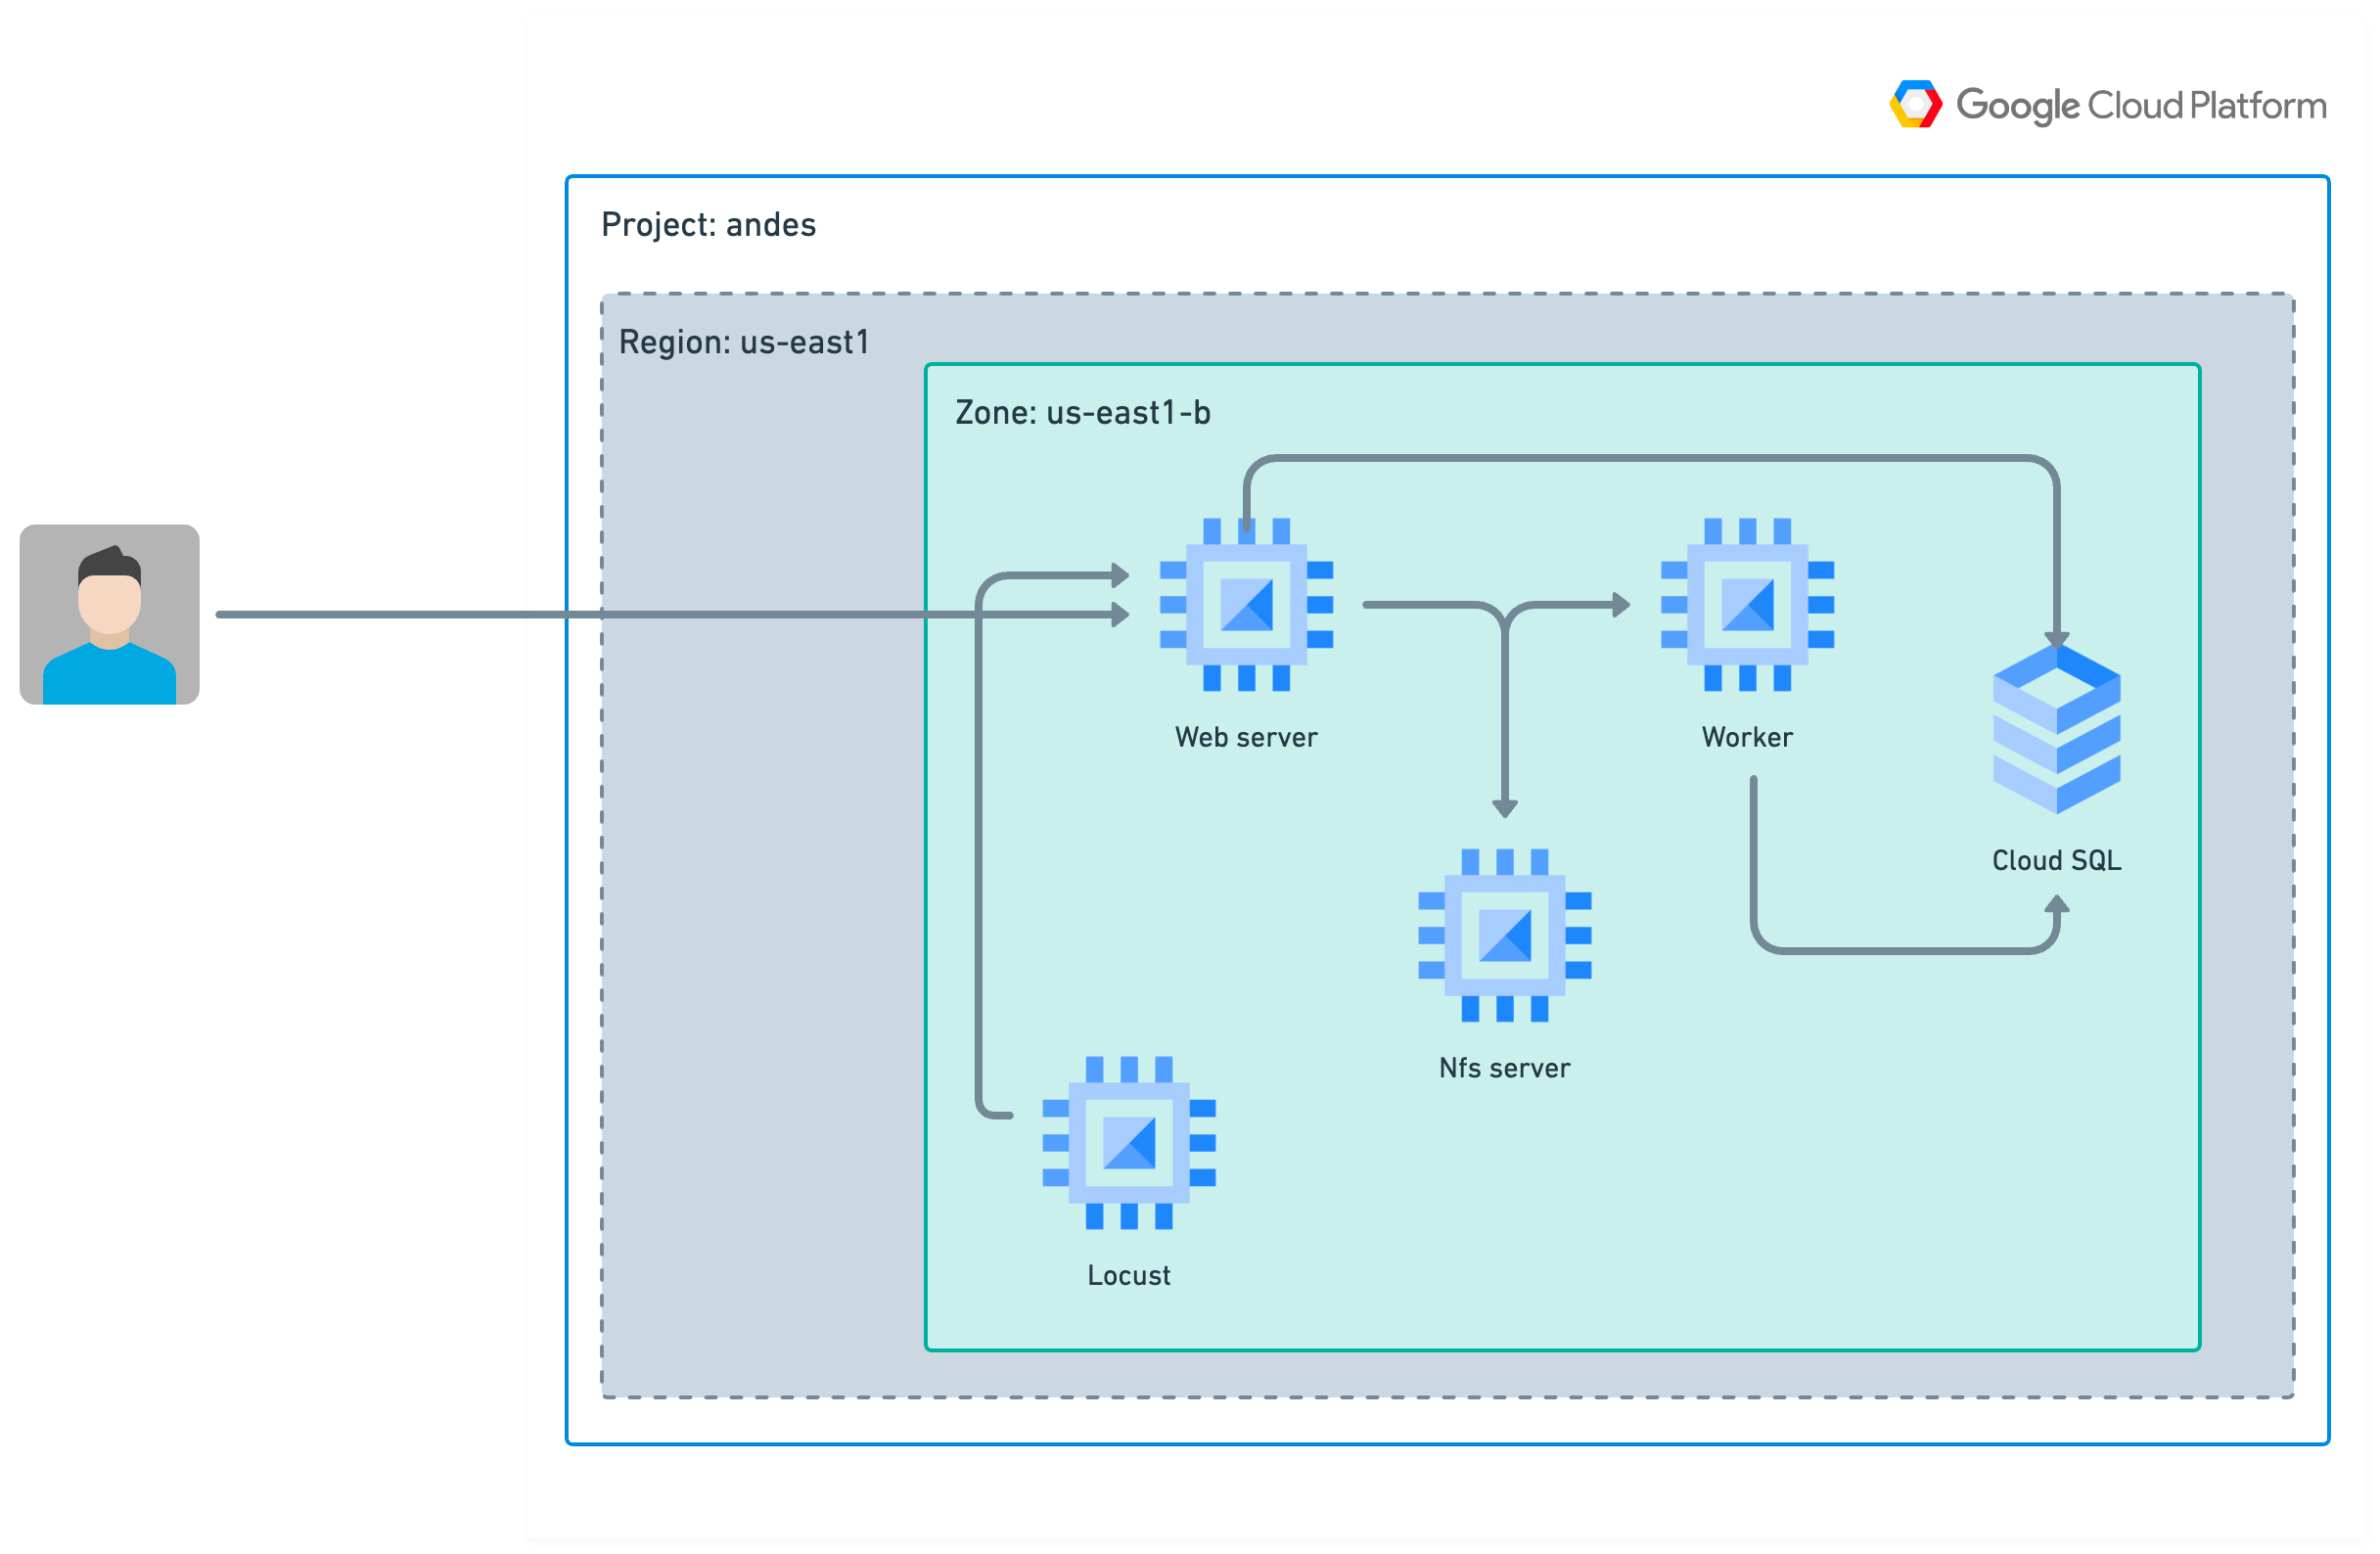 Google Cloud Platform
Project: andes
Region: us-east1
Zone: us-east1-b
Web server
Worker
Cloud SQL
Nfs server
Locust